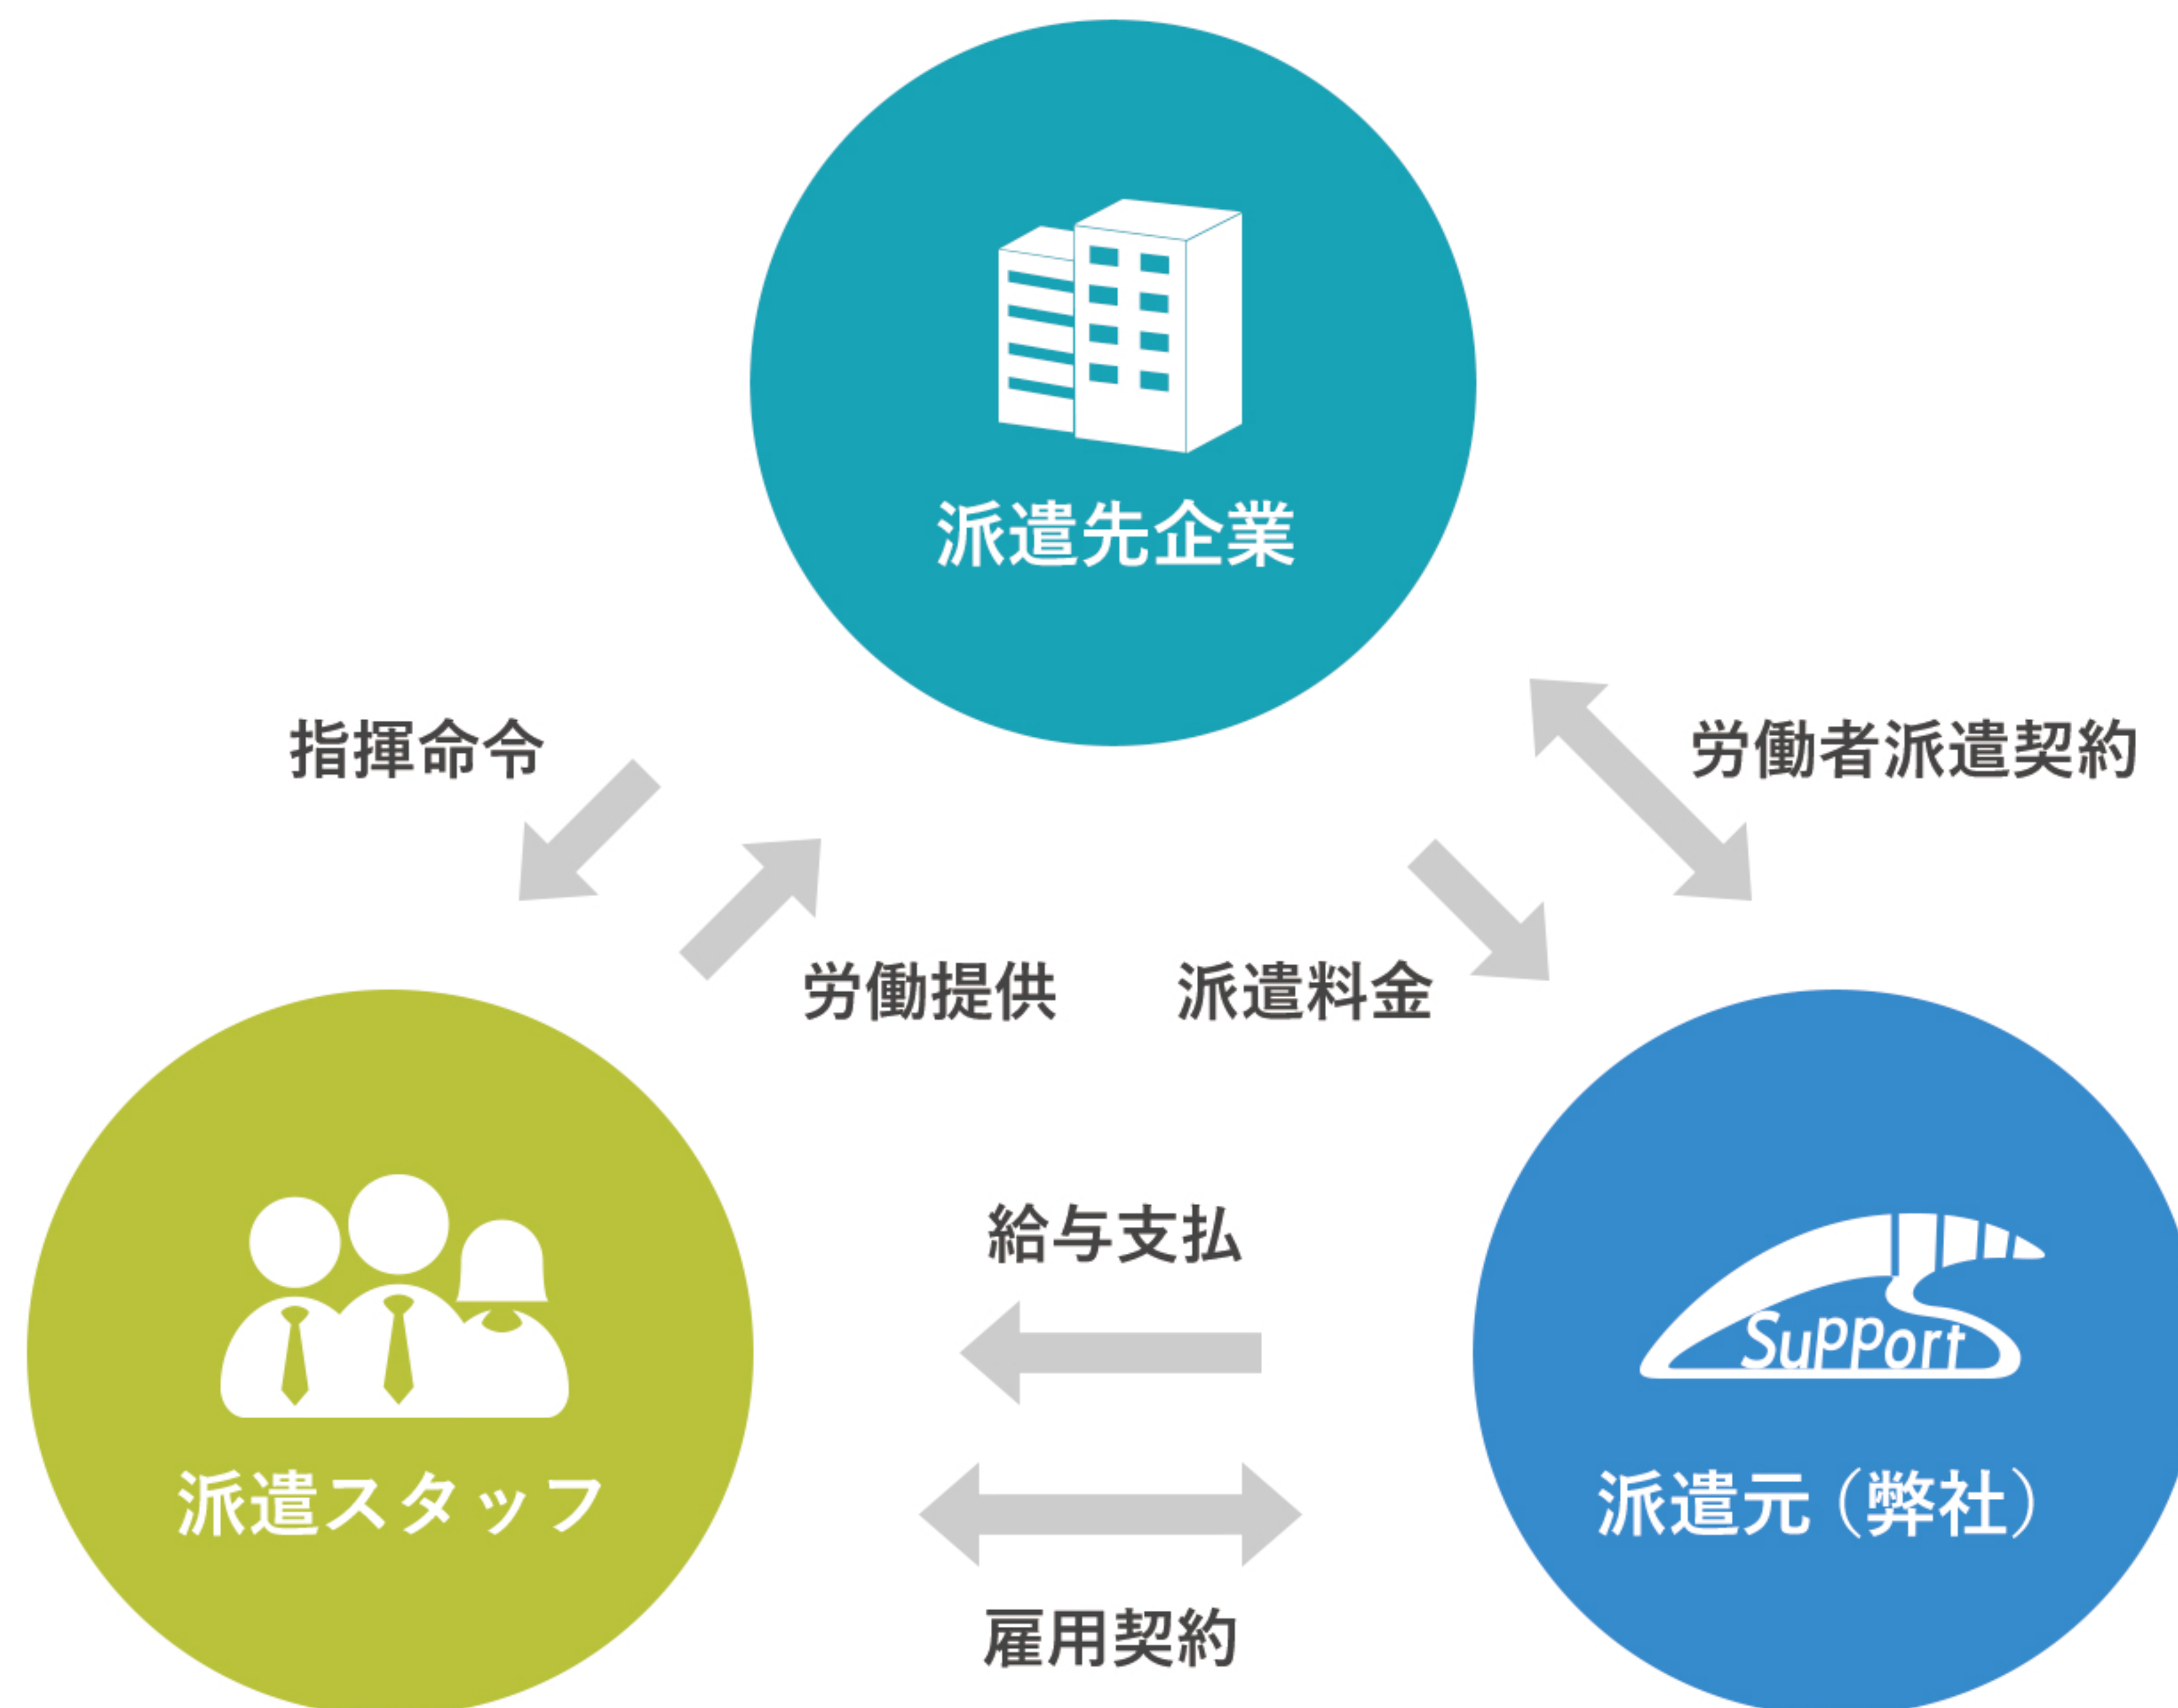 派遣先企業
指揮命令
労働者派遣契約
労働提供
派遣料金
給与支払
Support
派遣スタッフ
派遣元（弊社）
雇用契約